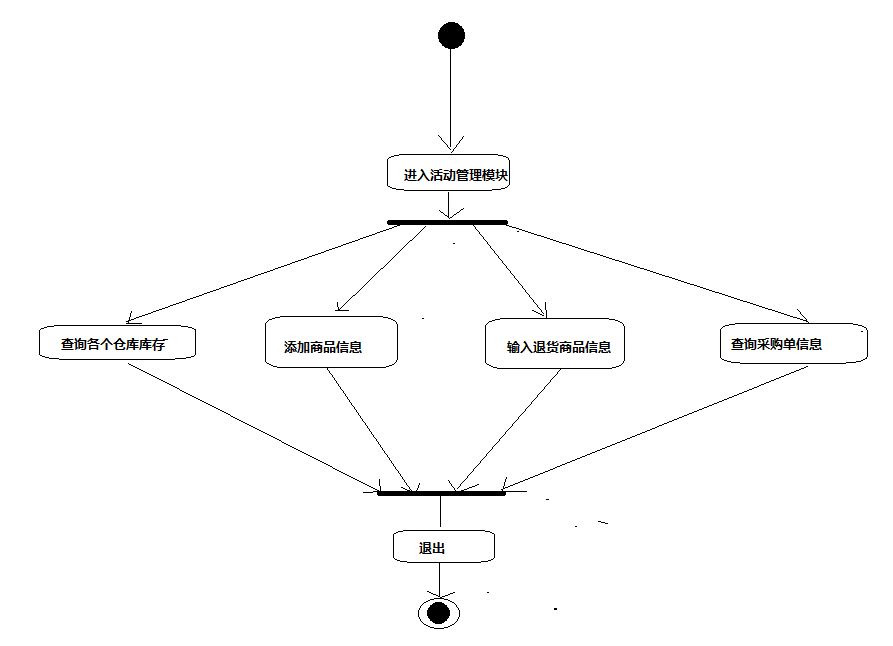 进入活动管理模块
查询各个仓库库存
添加商品信息
输入退货商品信息
查询采购单信息
退出